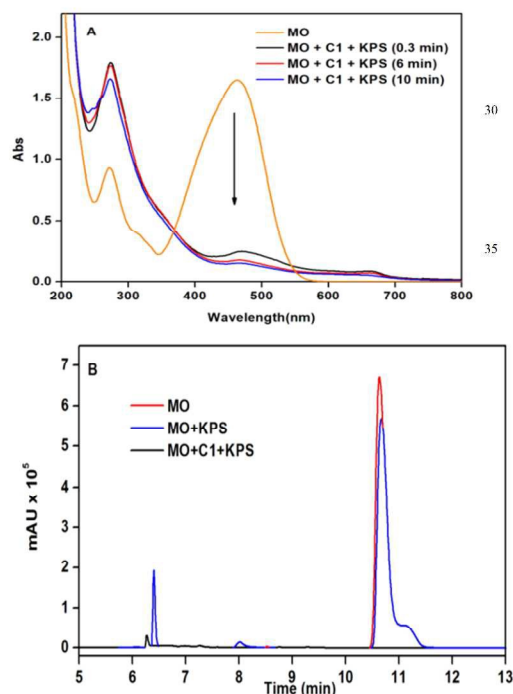 A
MO
MO + C1 + KPS (0.3 min)
MO + C1 + KPS (6 min)
MO + C1 + KPS (10 min)
2.0
1.5
1.0
0.5
0.0
Abs
200 300 400 500 600 700 800
Wavelength(nm)
30
35
B
MO
MO+KPS
MO+C1+KPS
7
6
5
4
3
2
1
0
mAU x 10⁵
5 6 7 8 9 10 11 12 13
Time (min)